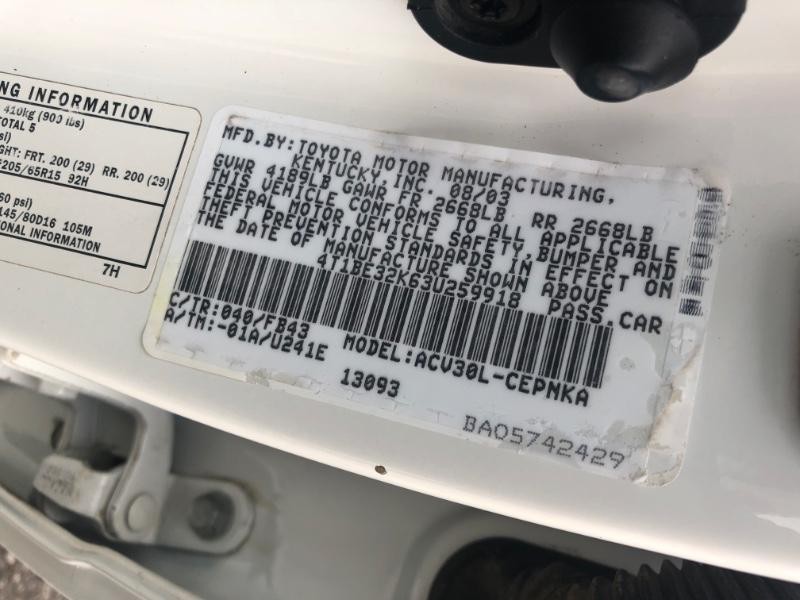 NG INFORMATION
410kg (900 lbs)
TOTAL 5
si)
GHT: FRT. 200 (29) RR. 200 (29)
P205/65R15 92H
60 psi)
145/80D16 105M
ONAL INFORMATION
7H
MFD.BY:TOYOTA MOTOR MANUFACTURING,
KENTUCKY INC. 08/03
GVWR 4189LB GAWR FR 2668LB RR 2668LB
THIS VEHICLE CONFORMS TO ALL APPLICABLE
FEDERAL MOTOR VEHICLE SAFETY,BUMPER AND
THEFT PREVENTION STANDARDS IN EFFECT ON
THE DATE OF MANUFACTURE SHOWN ABOVE
4T1BE32K63U259918 PASS.CAR
C/TR:040/FB43 MODEL:ACV30L-CEPNKA
A/TM:-01A/U241E
13093
BA05742429